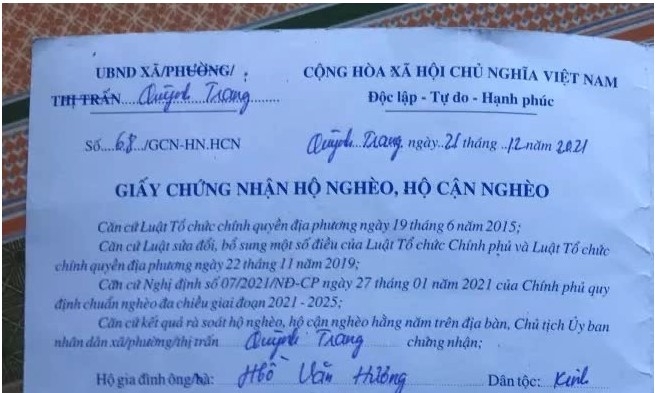 UBND XÃ/PHƯỜNG/
THỊ TRẤN....Quỳnh Trang.........
CỘNG HÒA XÃ HỘI CHỦ NGHĨA VIỆT NAM
Độc lập - Tự do - Hạnh phúc
Số....68../GCN-HN.HCN
Quỳnh..Trang.. ngày..21 tháng ..12 năm 2021
GIẤY CHỨNG NHẬN HỘ NGHÈO, HỘ CẬN NGHÈO
Căn cứ Luật Tổ chức chính quyền địa phương ngày 19 tháng 6 năm 2015;
Căn cứ Luật sửa đổi, bổ sung một số điều của Luật Tổ chức Chính phủ và Luật Tổ chức
chính quyền địa phương ngày 22 tháng 11 năm 2019;
Căn cứ Nghị định số 07/2021/NĐ-CP ngày 27 tháng 01 năm 2021 của Chính phủ quy
định chuẩn nghèo đa chiều giai đoạn 2021 - 2025;
Căn cứ kết quả rà soát hộ nghèo, hộ cận nghèo hằng năm trên địa bàn, Chủ tịch Ủy ban
nhân dân xã/phường/thị trấn Quỳnh Trang chứng nhận;
Hộ gia đình ông/bà: Hồ Văn Hương Dân tộc: Kinh